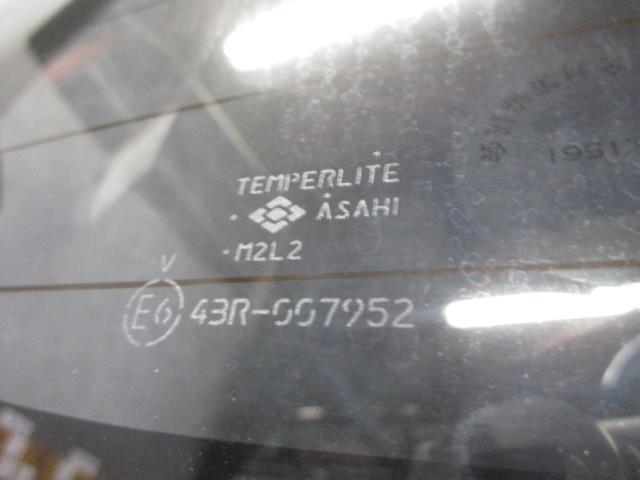 TEMPERLITE
ASAHI
M2L2
V
E6 43R-007952